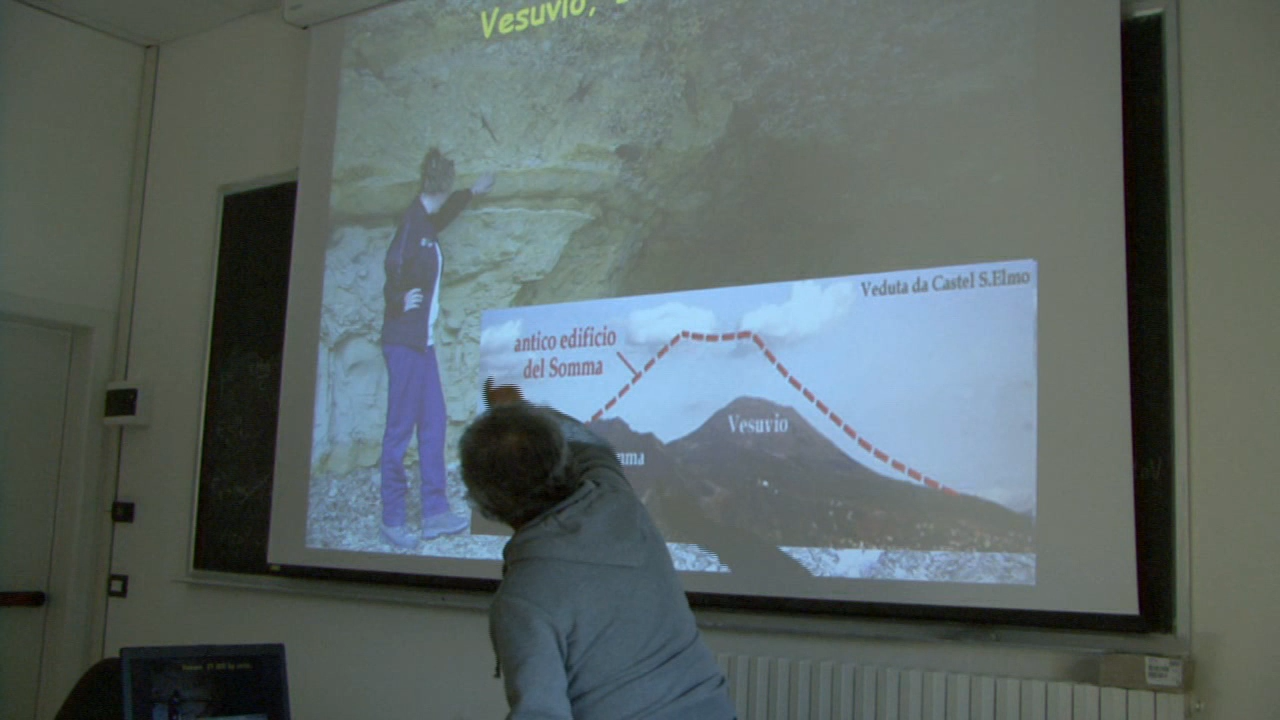 Vesuvio,
Veduta da Castel S.Elmo
antico edificio
del Somma
Vesuvio